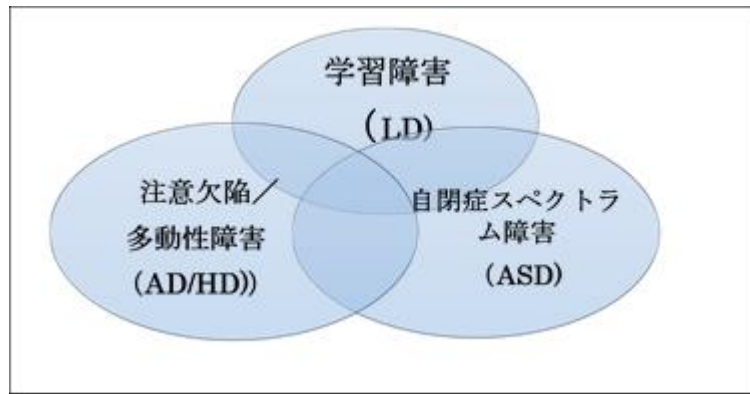 学習障害
（LD)
注意欠陥／
多動性障害
(AD/HD))
自閉症スペクトラ
ム障害
(ASD)